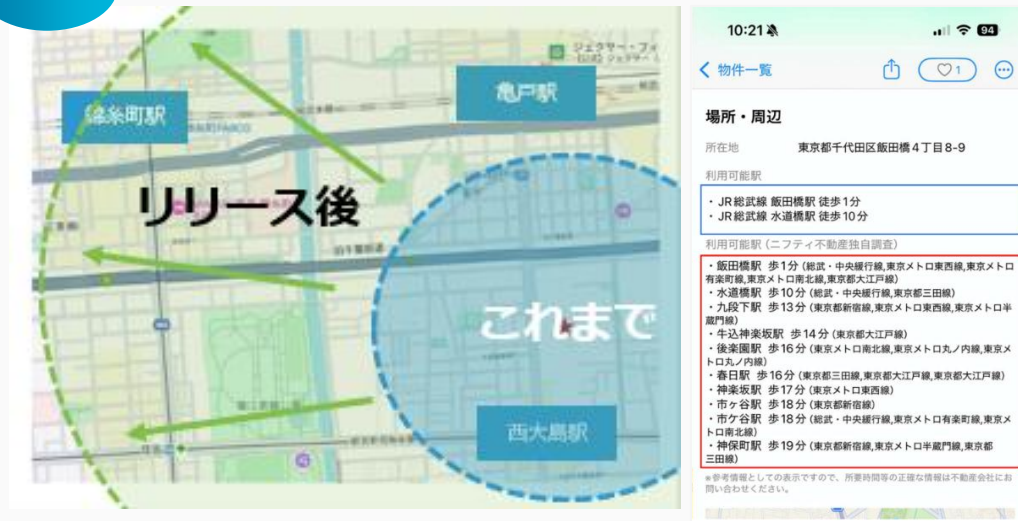 錦糸町駅
亀戸駅
リリース後
これまで
西大島駅
10:21
94
物件一覧
1
場所・周辺
所在地 東京都千代田区飯田橋4丁目8-9
利用可能駅
・JR総武線 飯田橋駅 徒歩1分
・JR総武線 水道橋駅 徒歩10分
利用可能駅(ニフティ不動産独自調査)
・飯田橋駅 歩1分(総武・中央緩行線,東京メトロ東西線,東京メトロ
有楽町線,東京メトロ南北線,東京都大江戸線)
・水道橋駅 歩10分(総武・中央緩行線,東京都三田線)
・九段下駅 歩13分(東京都新宿線,東京メトロ東西線,東京メトロ半
蔵門線)
・牛込神楽坂駅 歩14分(東京都大江戸線)
・後楽園駅 歩16分(東京メトロ南北線,東京メトロ丸ノ内線,東京メ
トロ丸ノ内線)
・春日駅 歩16分(東京都三田線,東京都大江戸線,東京都大江戸線)
・神楽坂駅 歩17分(東京メトロ東西線)
・市ヶ谷駅 歩18分(東京都新宿線)
・市ケ谷駅 歩18分(総武・中央緩行線,東京メトロ有楽町線,東京メ
トロ南北線)
・神保町駅 歩19分(東京都新宿線,東京メトロ半蔵門線,東京都
三田線)
※参考情報としての表示ですので、所要時間等の正確な情報は不動産会社にお
問い合わせください。